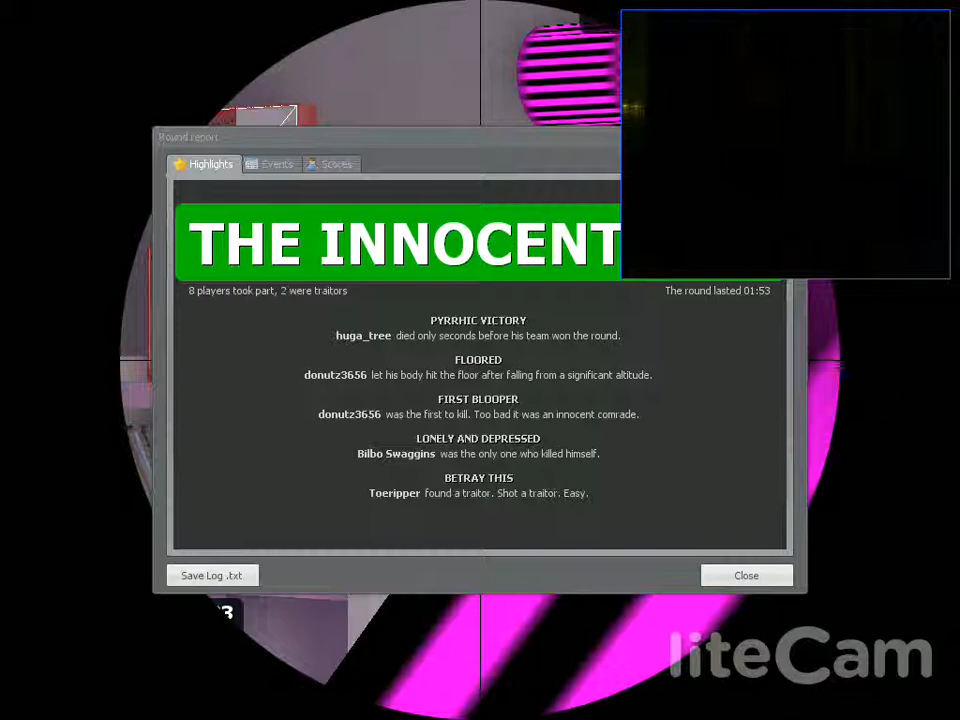 Round report
Highlights Events Scores
THE INNOCENT
8 players took part, 2 were traitors
The round lasted 01:53
PYRRHIC VICTORY
huga_tree died only seconds before his team won the round.
FLOORED
donutz3656 let his body hit the floor after falling from a significant altitude.
FIRST BLOOPER
donutz3656 was the first to kill. Too bad it was an innocent comrade.
LONELY AND DEPRESSED
Bilbo Swaggins was the only one who killed himself.
BETRAY THIS
Toeripper found a traitor. Shot a traitor. Easy.
Save Log .txt
Close
3
liteCam